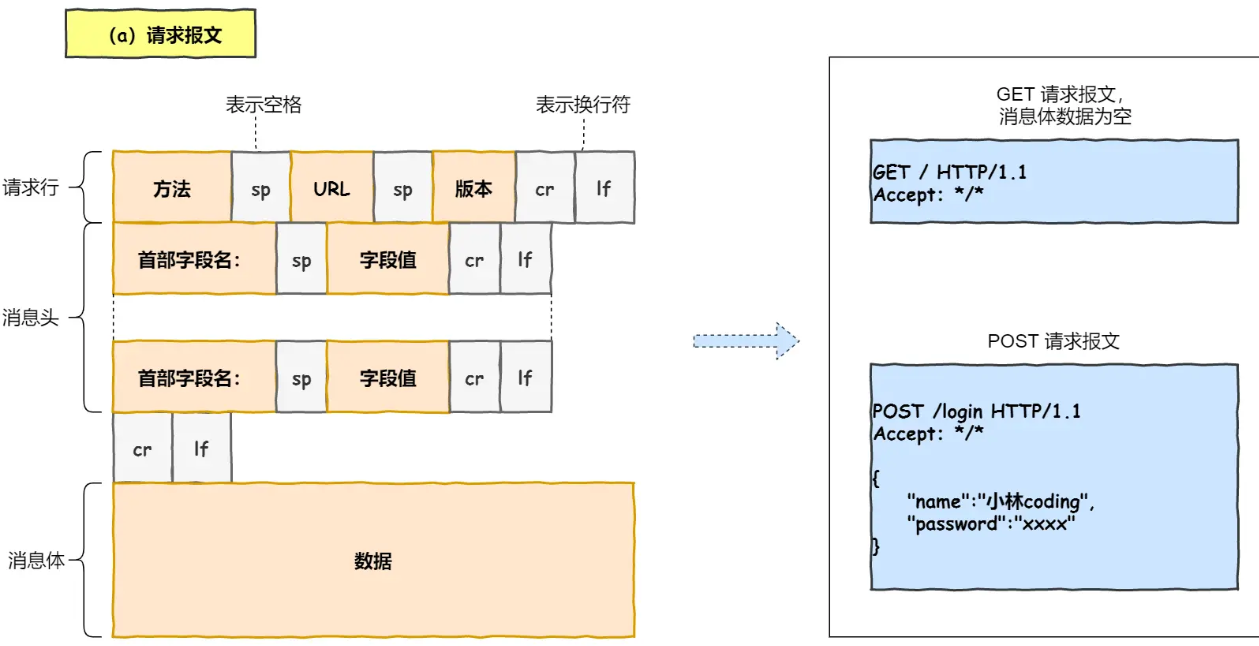 (a) 请求报文
表示空格
表示换行符
请求行
方法 sp URL sp 版本 cr lf
首部字段名: sp 字段值 cr lf
消息头
首部字段名: sp 字段值 cr lf
cr lf
消息体
数据
GET 请求报文,
消息体数据为空
GET / HTTP/1.1
Accept: */*
POST 请求报文
POST /login HTTP/1.1
Accept: */*
{
"name":"小林coding",
"password":"xxxx"
}